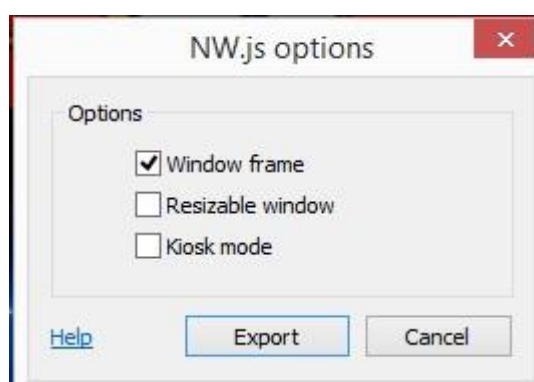 NW.js options
Options
Window frame
Resizable window
Kiosk mode
Help
Export
Cancel